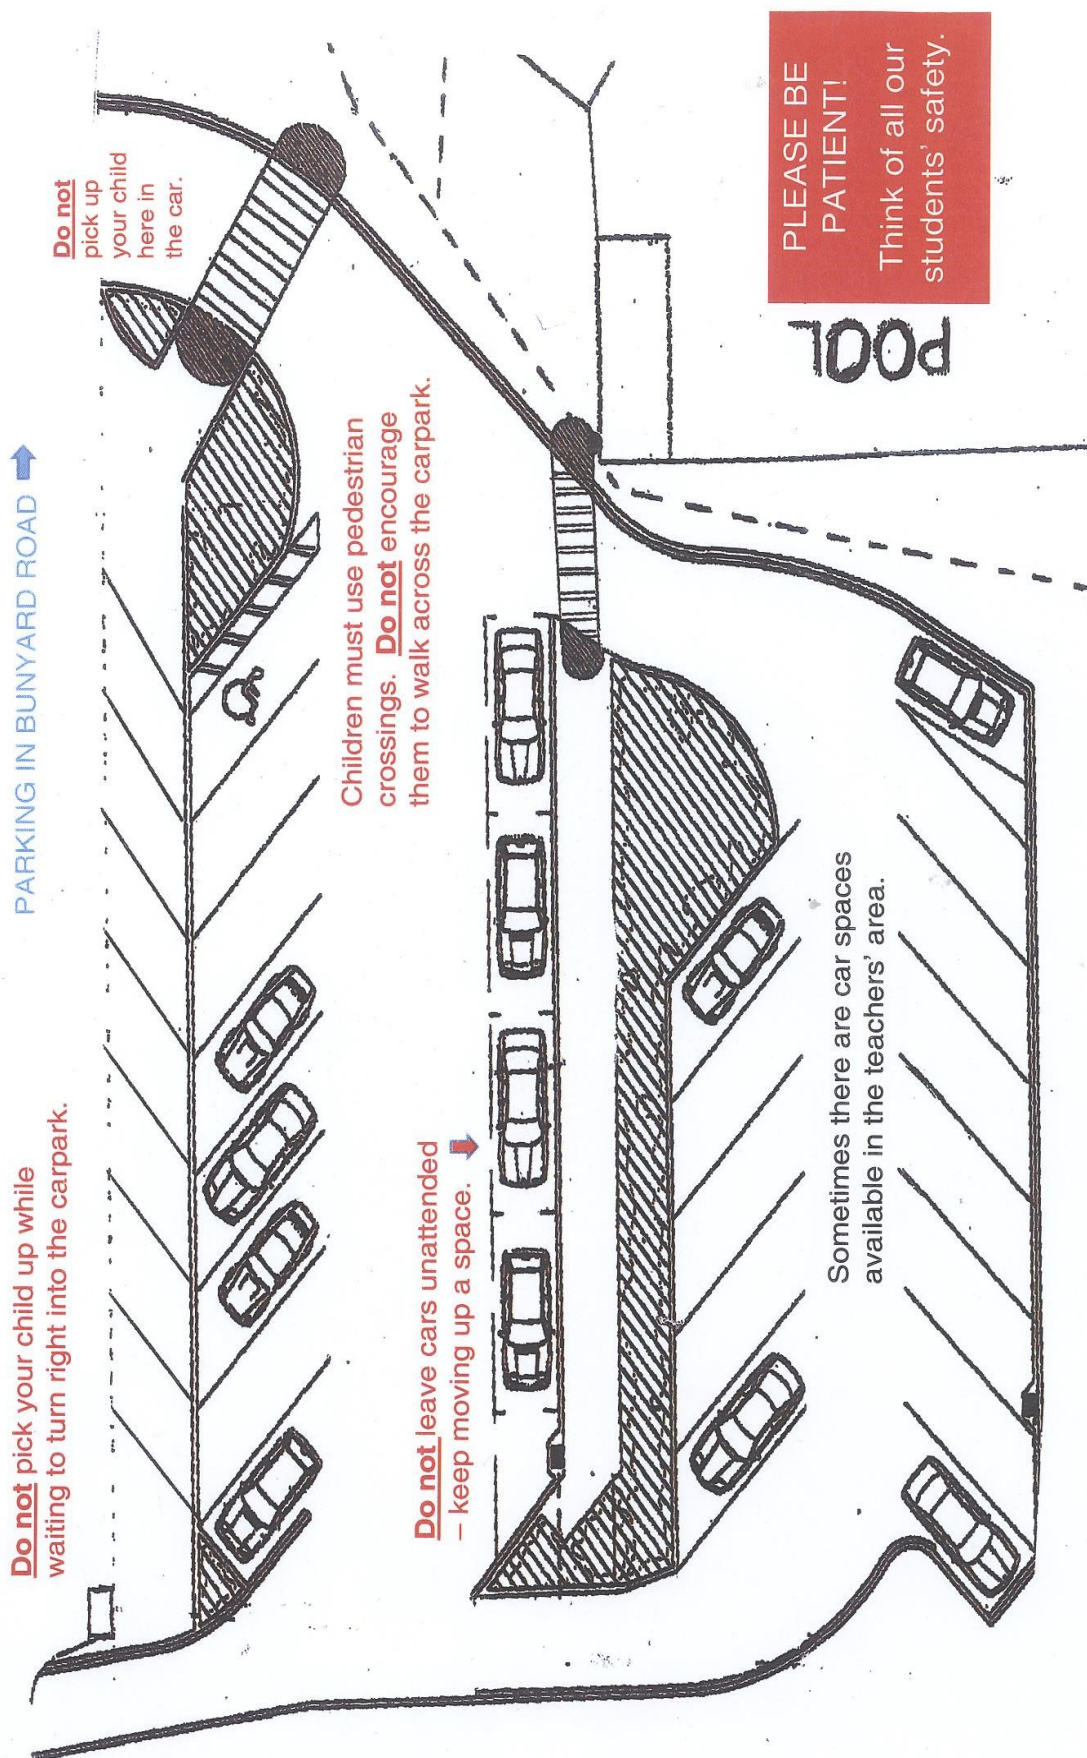 PARKING IN BUNYARD ROAD
Do not pick your child up while
waiting to turn right into the carpark.
Do not
pick up
your child
here in
the car.
Children must use pedestrian
crossings. Do not encourage
them to walk across the carpark.
Do not leave cars unattended
– keep moving up a space.
Sometimes there are car spaces
available in the teachers’ area.
POOL
PLEASE BE
PATIENT!
Think of all our
students’ safety.